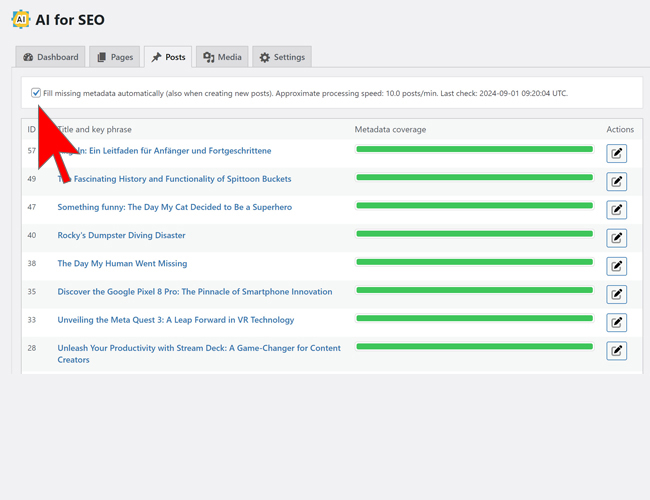 AI AI for SEO
Dashboard Pages Posts Media Settings
Fill missing metadata automatically (also when creating new posts). Approximate processing speed: 10.0 posts/min. Last check: 2024-09-01 09:20:04 UTC.
ID Title and key phrase Metadata coverage Actions
57 In: Ein Leitfaden für Anfänger und Fortgeschrittene
49 Fascinating History and Functionality of Spittoon Buckets
47 Something funny: The Day My Cat Decided to Be a Superhero
40 Rocky's Dumpster Diving Disaster
38 The Day My Human Went Missing
35 Discover the Google Pixel 8 Pro: The Pinnacle of Smartphone Innovation
33 Unveiling the Meta Quest 3: A Leap Forward in VR Technology
28 Unleash Your Productivity with Stream Deck: A Game-Changer for Content
Creators